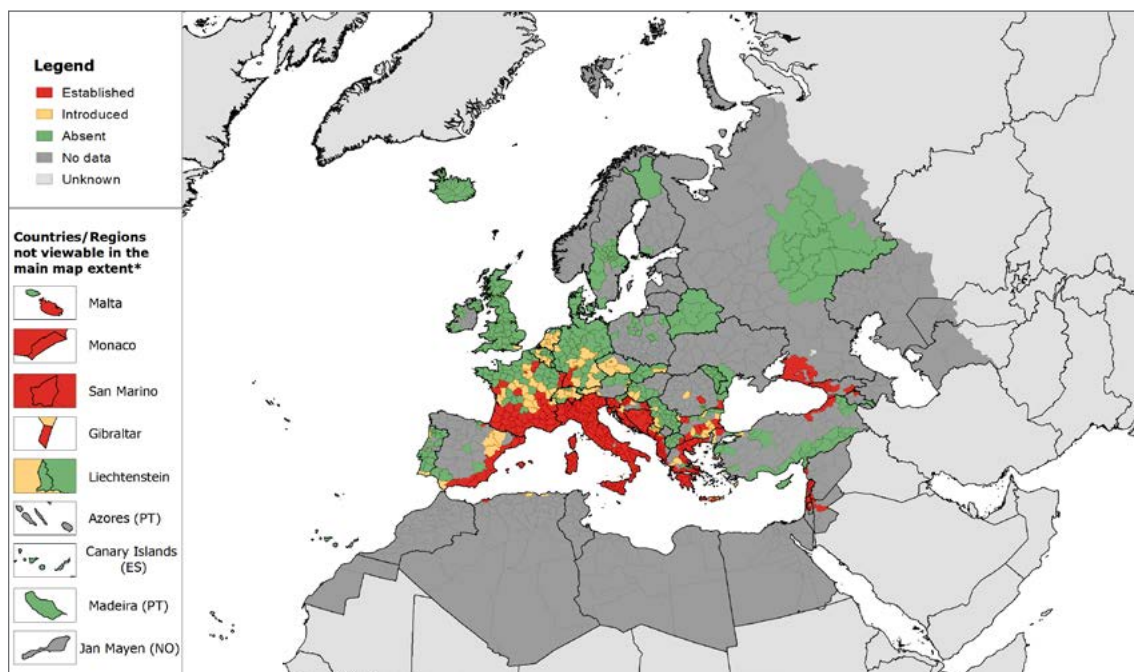 Legend
Established
Introduced
Absent
No data
Unknown
Countries/Regions
not viewable in the
main map extent*
Malta
Monaco
San Marino
Gibraltar
Liechtenstein
Azores (PT)
Canary Islands
(ES)
Madeira (PT)
Jan Mayen (NO)